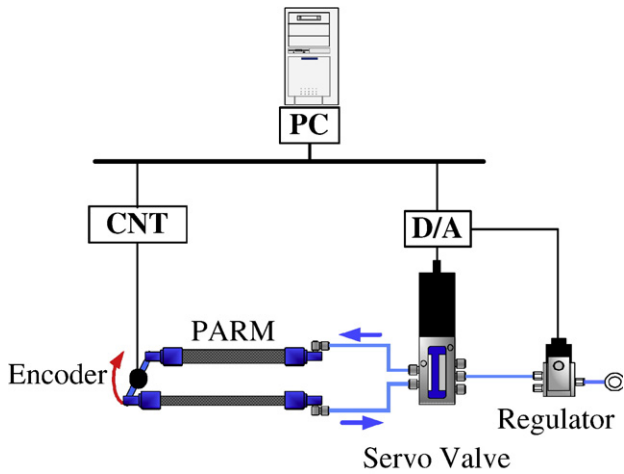 PC
CNT
D/A
PARM
Encoder
Regulator
Servo Valve